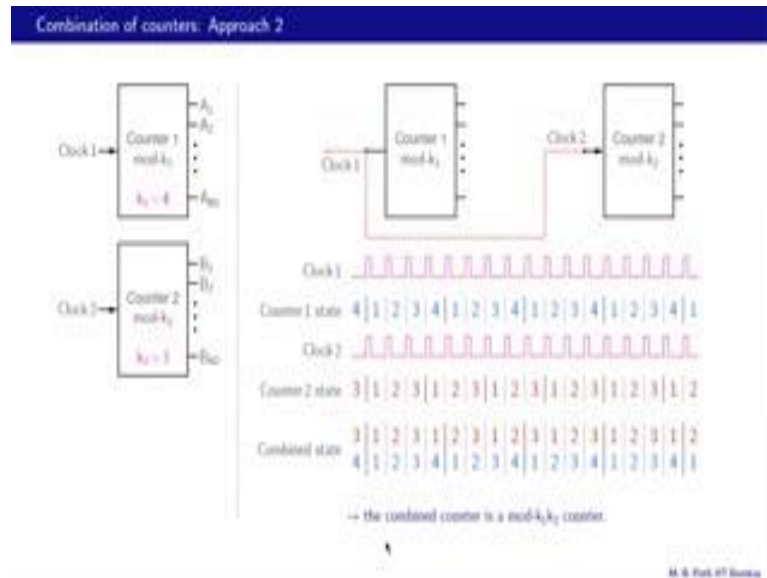 Combination of counters: Approach 2
Clock 1
Counter 1
mod-k₁
k₁ = 4
A₁
A₂
Clock 2
Counter 2
mod-k₂
k₂ = 3
B₁
B₂
Clock 1
Counter 1
mod-k₁
Clock 2
Counter 2
mod-k₂
Clock 1
Counter 1 state 4 1 2 3 4 1 2 3 4 1 2 3 4 1 2 3 4 1
Clock 2
Counter 2 state 3 1 2 3 1 2 3 1 2 3 1 2 3 1 2 3 1 2
3 1 2 3 1 2 3 1 2 3 1 2 3 1 2 3 1 2
Combined state
4 1 2 3 4 1 2 3 4 1 2 3 4 1 2 3 4 1
→ the combined counter is a mod-k₁k₂ counter.